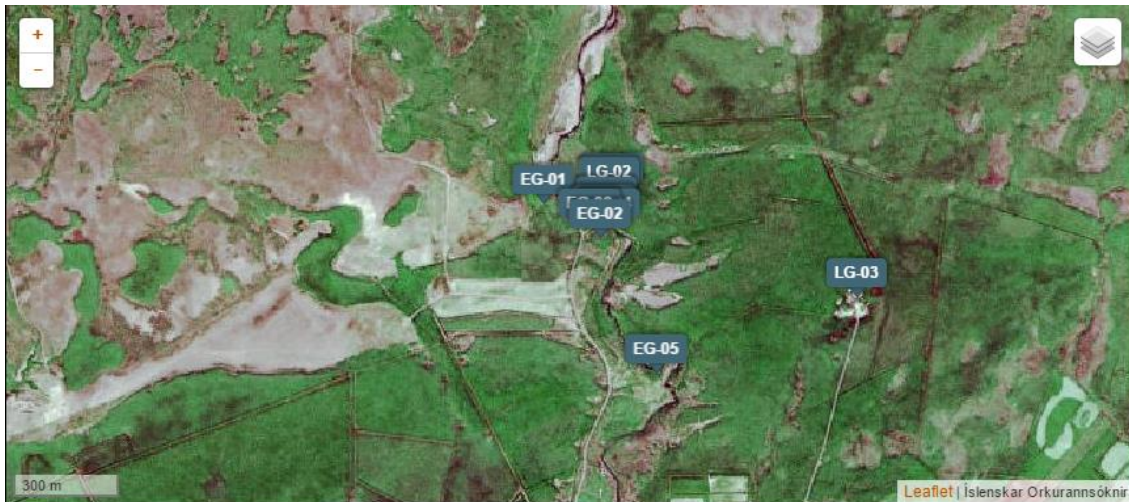 +
−
EG-01
LG-02
EG-02
LG-03
EG-05
300 m
Leaflet | Íslenskar Orkurannsóknir